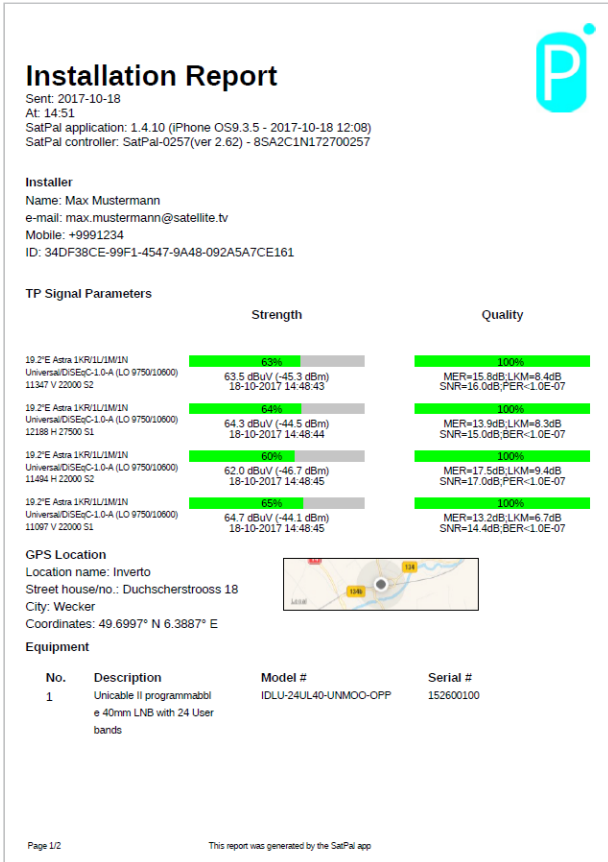 P
Installation Report
Sent: 2017-10-18
At: 14:51
SatPal application: 1.4.10 (iPhone OS9.3.5 - 2017-10-18 12:08)
SatPal controller: SatPal-0257(ver 2.62) - 8SA2C1N172700257
Installer
Name: Max Mustermann
e-mail: max.mustermann@satellite.tv
Mobile: +9991234
ID: 34DF38CE-99F1-4547-9A48-092A5A7CE161
TP Signal Parameters
Strength Quality
19.2°E Astra 1KR/1L/1M/1N 63% 100%
Universal/DiSEqC-1.0-A (LO 9750/10600) 63.5 dBuV (-45.3 dBm) MER=15.8dB;LKM=8.4dB
11347 V 22000 S2 18-10-2017 14:48:43 SNR=16.0dB;PER<1.0E-07
19.2°E Astra 1KR/1L/1M/1N 64% 100%
Universal/DiSEqC-1.0-A (LO 9750/10600) 64.3 dBuV (-44.5 dBm) MER=13.9dB;LKM=8.3dB
12188 H 27500 S1 18-10-2017 14:48:44 SNR=15.0dB;BER<1.0E-07
19.2°E Astra 1KR/1L/1M/1N 60% 100%
Universal/DiSEqC-1.0-A (LO 9750/10600) 62.0 dBuV (-46.7 dBm) MER=17.5dB;LKM=9.4dB
11494 H 22000 S2 18-10-2017 14:48:45 SNR=17.0dB;PER<1.0E-07
19.2°E Astra 1KR/1L/1M/1N 65% 100%
Universal/DiSEqC-1.0-A (LO 9750/10600) 64.7 dBuV (-44.1 dBm) MER=13.2dB;LKM=6.7dB
11097 V 22000 S1 18-10-2017 14:48:45 SNR=14.4dB;BER<1.0E-07
GPS Location
Location name: Inverto
Street house/no.: Duchscherstrooss 18
City: Wecker
Coordinates: 49.6997° N 6.3887° E
134
134b
Legal
Equipment
No. Description Model # Serial #
1 Unicable II programmabbl IDLU-24UL40-UNMOO-OPP 152600100
e 40mm LNB with 24 User
bands
Page 1/2 This report was generated by the SatPal app